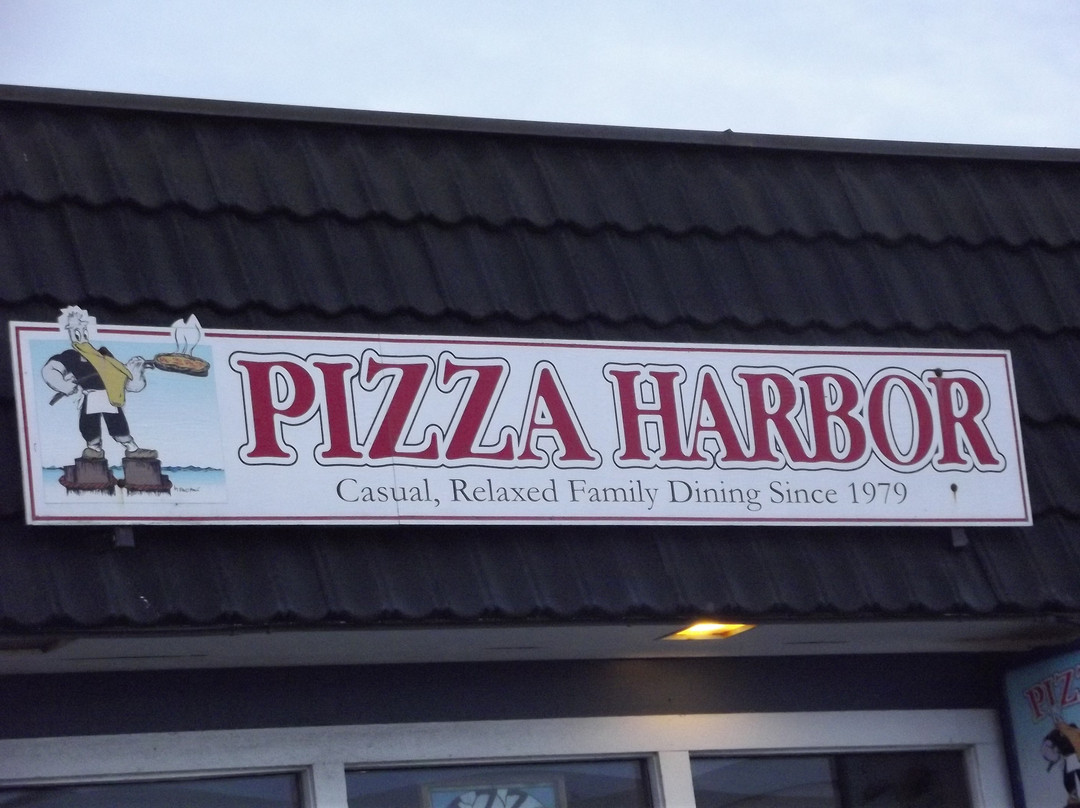 PIZZA HARBOR
Casual, Relaxed Family Dining Since 1979